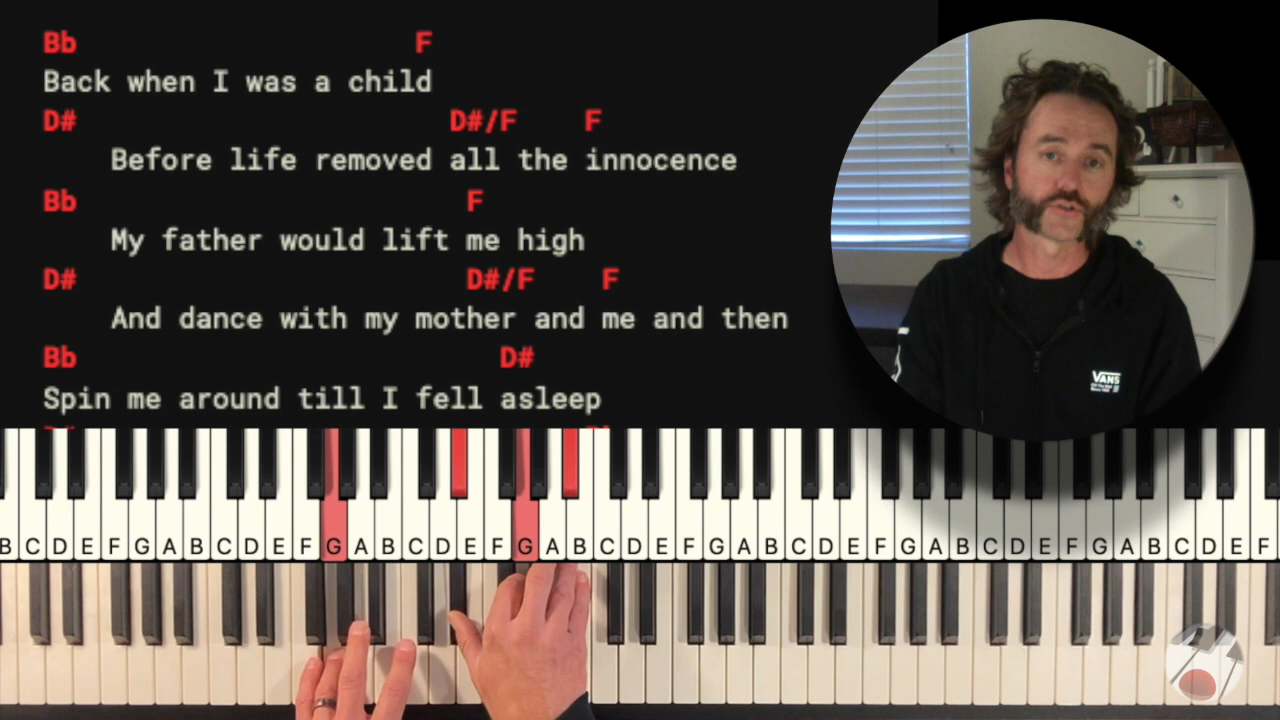 Bb F
Back when I was a child
D# D#/F F
Before life removed all the innocence
Bb F
My father would lift me high
D# D#/F F
And dance with my mother and me and then
Bb D#
Spin me around till I fell asleep
VANS
B C D E F G A B C D E F G A B C D E F G A B C D E F G A B C D E F G A B C D E F G A B C D E F